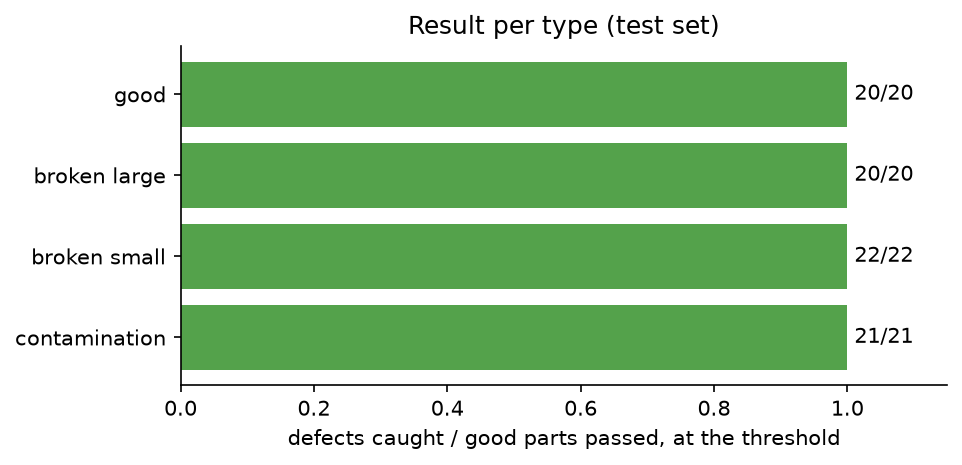 Result per type (test set)
good 20/20
broken large 20/20
broken small 22/22
contamination 21/21
0.0 0.2 0.4 0.6 0.8 1.0
defects caught / good parts passed, at the threshold